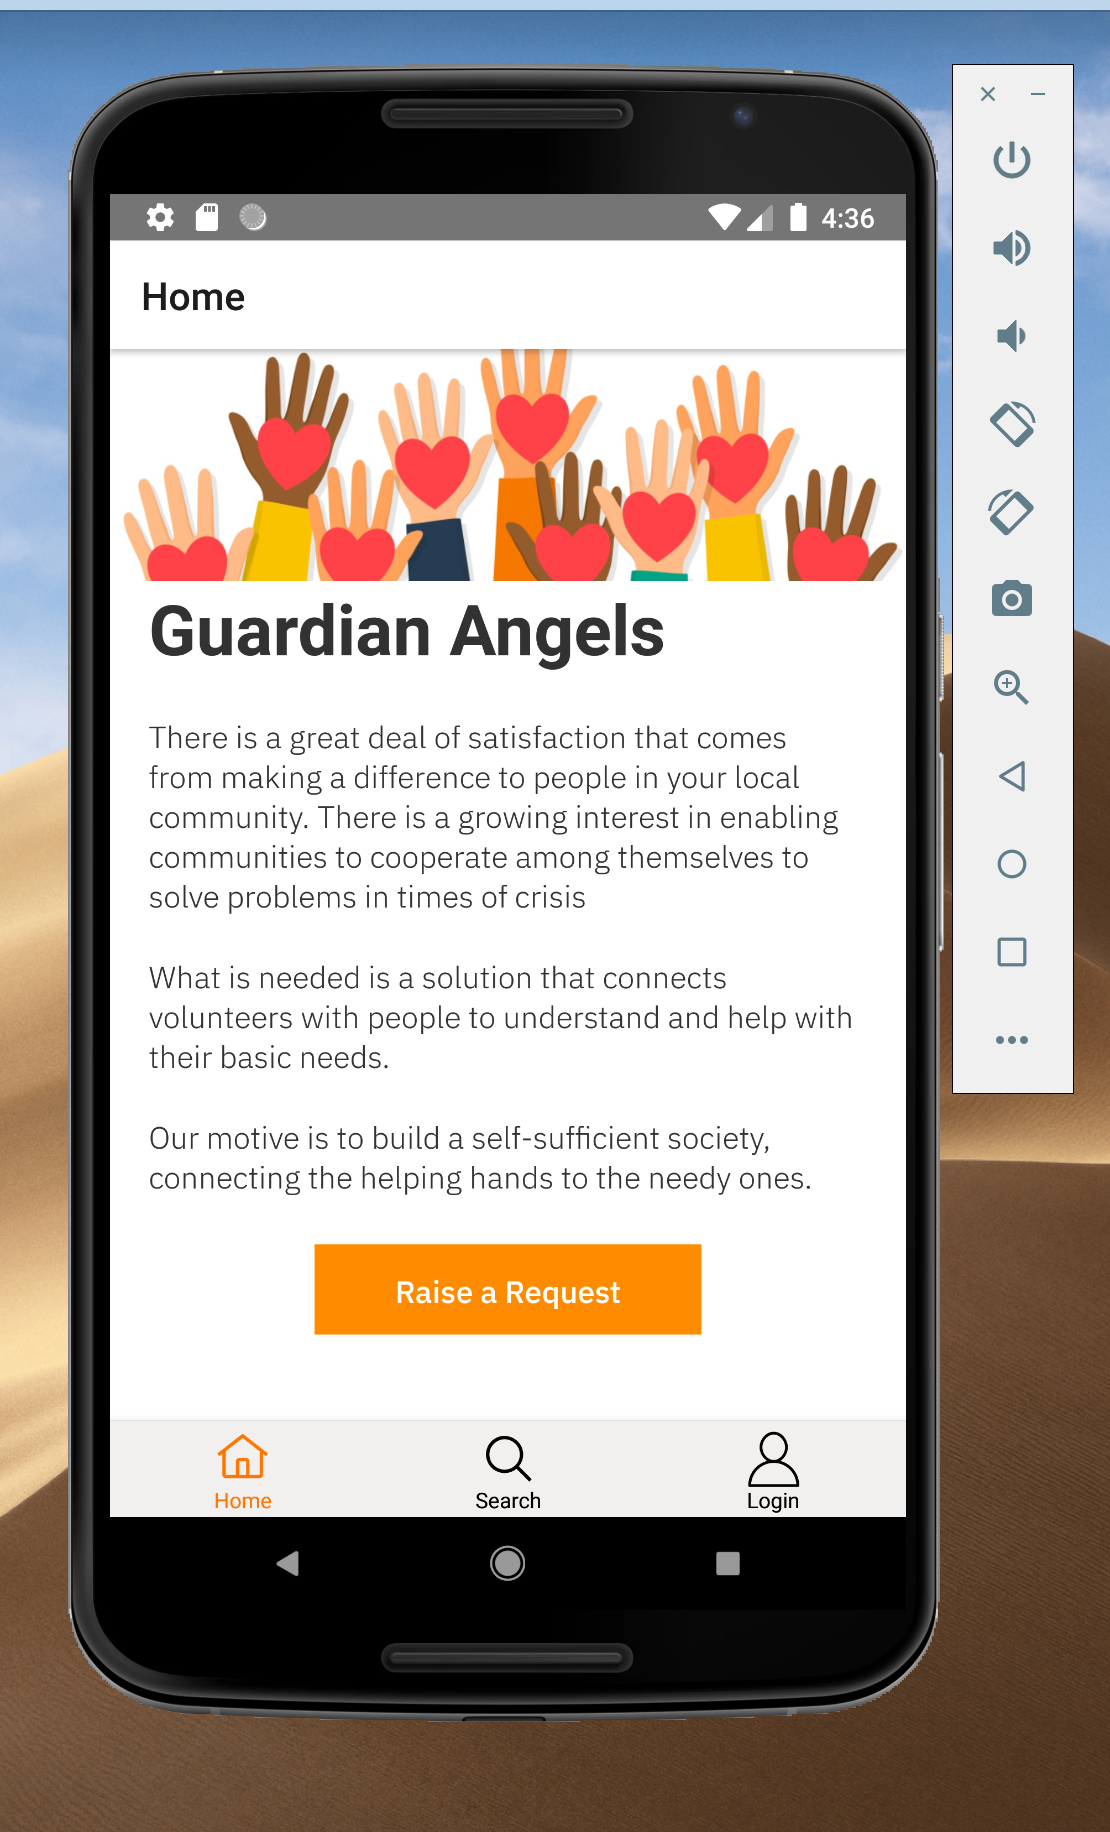 4:36
Home
Guardian Angels
There is a great deal of satisfaction that comes
from making a difference to people in your local
community. There is a growing interest in enabling
communities to cooperate among themselves to
solve problems in times of crisis
What is needed is a solution that connects
volunteers with people to understand and help with
their basic needs.
Our motive is to build a self-sufficient society,
connecting the helping hands to the needy ones.
Raise a Request
Home
Search
Login